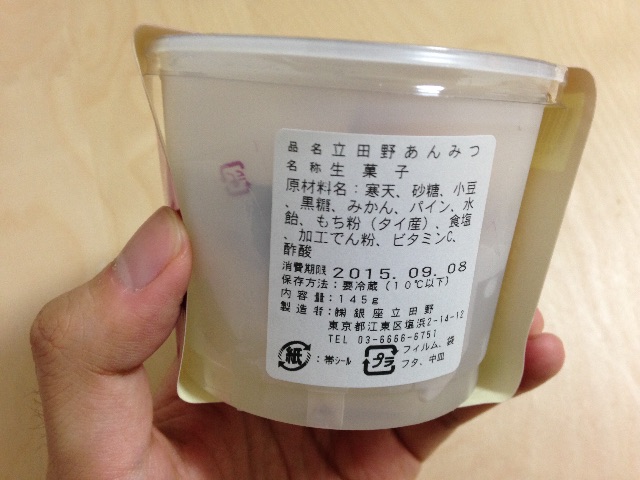 品名 立田野あんみつ
名称 生菓子
原材料名：寒天、砂糖、小豆
、黒糖、みかん、パイン、水
飴、もち粉（タイ産）、食塩
、加工でん粉、ビタミンC、
酢酸
消費期限 2015.09.08
保存方法：要冷蔵（10℃以下）
内容量：145g
製造者：㈱銀座立田野
東京都江東区塩浜2-14-12
TEL 03-6666-6751
紙：帯シール
プラ：フィルム、袋
フタ、中皿